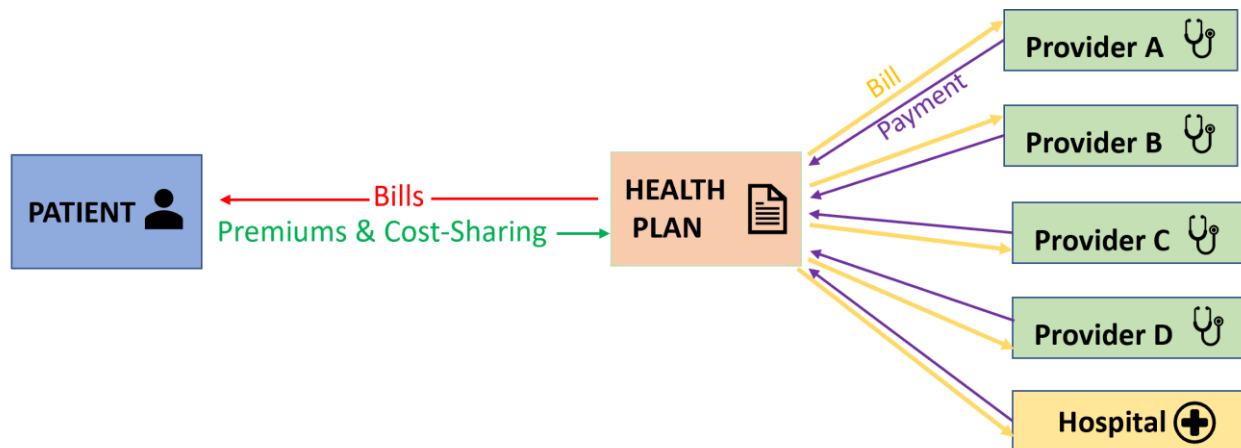 Provider A
Bill
Payment
Provider B
PATIENT
Bills
Premiums & Cost-Sharing
HEALTH
PLAN
Provider C
Provider D
Hospital